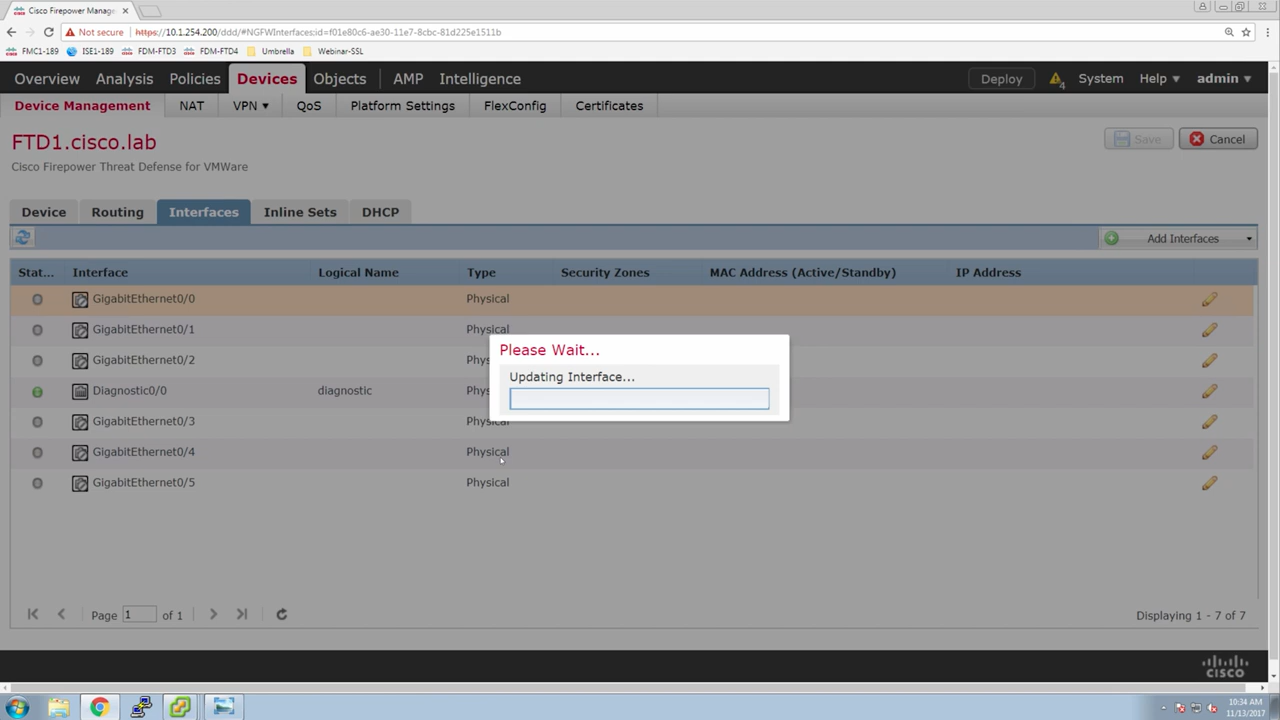 Cisco Firepower Manage
Not secure https://10.1.254.200/ddd/#NGFWInterfaces:id=f01e80c6-ae30-11e7-8cbc-81d225e1511b
FMC1-189 ISE1-189 FDM-FTD3 FDM-FTD4 Umbrella Webinar-SSL
Overview Analysis Policies Devices Objects AMP Intelligence Deploy 4 System Help admin
Device Management NAT VPN QoS Platform Settings FlexConfig Certificates
FTD1.cisco.lab
Save Cancel
Cisco Firepower Threat Defense for VMWare
Device Routing Interfaces Inline Sets DHCP
Add Interfaces
Stat... Interface Logical Name Type Security Zones MAC Address (Active/Standby) IP Address
GigabitEthernet0/0 Physical
GigabitEthernet0/1 Physical
GigabitEthernet0/2 Phys
Diagnostic0/0 diagnostic Phys
GigabitEthernet0/3 Physical
GigabitEthernet0/4 Physical
GigabitEthernet0/5 Physical
Please Wait...
Updating Interface...
Page 1 of 1
Displaying 1 - 7 of 7
CISCO
10:34 AM
11/13/2017